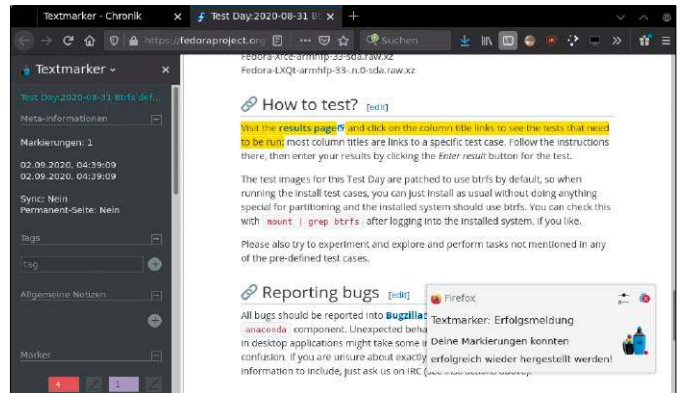 Textmarker - Chronik
Test Day:2020-08-31 Bt
https://fedoraproject.org
Suchen
Textmarker
Test Day:2020-08-31 Btrfs def...
Meta-Informationen
Markierungen: 1
02.09.2020, 04:39:09
02.09.2020, 04:39:09
Sync: Nein
Permanent-Seite: Nein
Tags
tag
Allgemeine Notizen
Marker
4
1
Fedora-Xfce-armhfp-33-sda.raw.xz
Fedora-LXQt-armhfp-33-.n.0-sda.raw.xz
How to test? [edit]
Visit the results page and click on the column title links to see the tests that need
to be run; most column titles are links to a specific test case. Follow the instructions
there, then enter your results by clicking the Enter result button for the test.
The test images for this Test Day are patched to use btrfs by default, so when
running the install test cases, you can just install as usual without doing anything
special for partitioning and the installed system should use btrfs. You can check this
with mount | grep btrfs after logging into the installed system, if you like.
Please also try to experiment and explore and perform tasks not mentioned in any
of the pre-defined test cases.
Reporting bugs [edit]
All bugs should be reported into Bugzilla
anaconda component. Unexpected beha
in desktop applications might take some i
confusion. If you are unsure about exactly
information to include, just ask us on IRC (see instructions above).
Firefox
Textmarker: Erfolgsmeldung
Deine Markierungen konnten
erfolgreich wieder hergestellt werden!